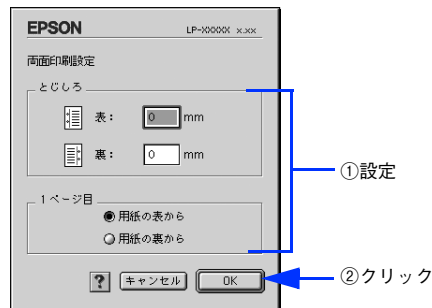 EPSON LP-XXXXX x.xx
両面印刷設定
とじしろ
表： 0 mm
裏： 0 mm
①設定
1ページ目
用紙の表から
用紙の裏から
? キャンセル OK
②クリック